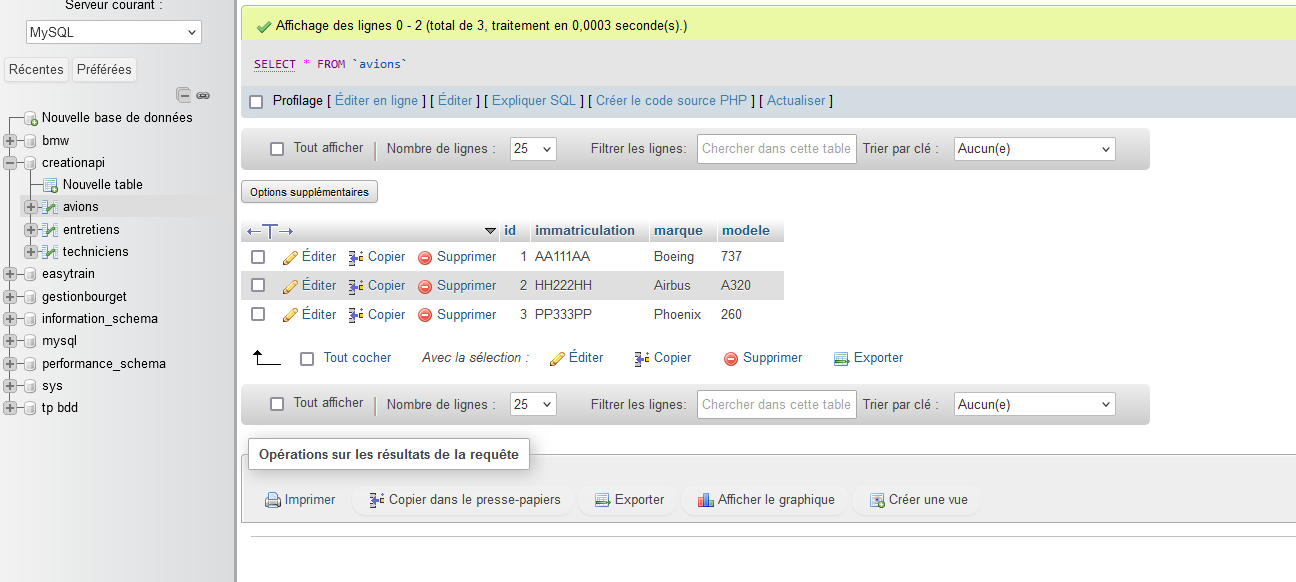 Serveur courant :
MySQL
Récentes Préférées
Nouvelle base de données
bmw
creationapi
Nouvelle table
avions
entretiens
techniciens
easytrain
gestionbourget
information_schema
mysql
performance_schema
sys
tp bdd
Affichage des lignes 0 - 2 (total de 3, traitement en 0,0003 seconde(s).)
SELECT * FROM `avions`
Profilage [ Éditer en ligne ] [ Éditer ] [ Expliquer SQL ] [ Créer le code source PHP ] [ Actualiser ]
Tout afficher Nombre de lignes : 25 Filtrer les lignes: Chercher dans cette table Trier par clé : Aucun(e)
Options supplémentaires
←T→ id immatriculation marque modele
Éditer Copier Supprimer 1 AA111AA Boeing 737
Éditer Copier Supprimer 2 HH222HH Airbus A320
Éditer Copier Supprimer 3 PP333PP Phoenix 260
Tout cocher Avec la sélection : Éditer Copier Supprimer Exporter
Tout afficher Nombre de lignes : 25 Filtrer les lignes: Chercher dans cette table Trier par clé : Aucun(e)
Opérations sur les résultats de la requête
Imprimer Copier dans le presse-papiers Exporter Afficher le graphique Créer une vue